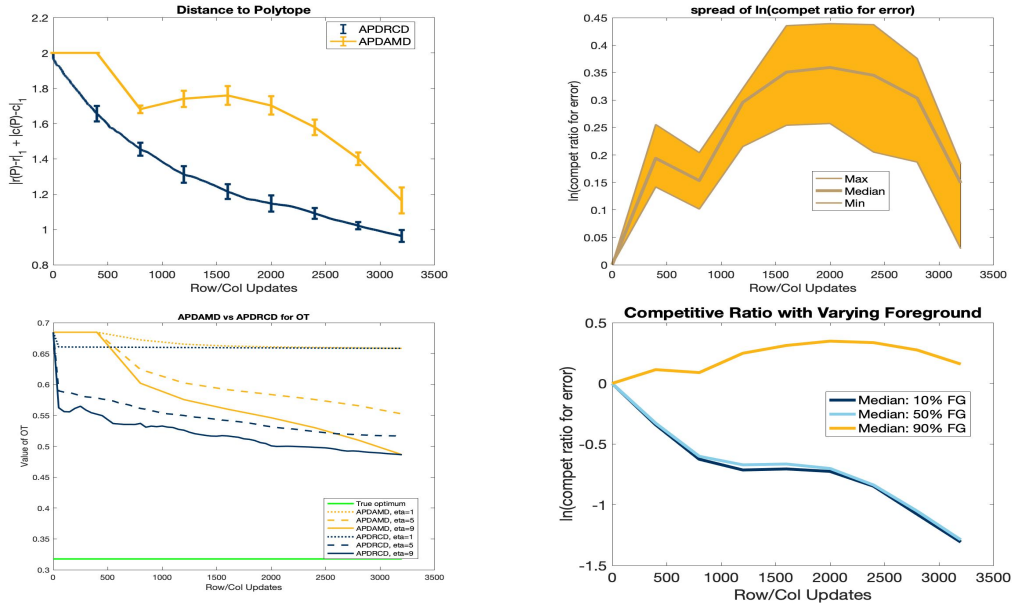 Distance to Polytope
2.2
2
1.8
1.6
1.4
1.2
1
0.8
|r(P)-r|1 + |c(P)-c|1
APDRCD
APDAMD
0 500 1000 1500 2000 2500 3000 3500
Row/Col Updates
spread of ln(compet ratio for error)
0.45
0.4
0.35
0.3
0.25
0.2
0.15
0.1
0.05
0
ln(compet ratio for error)
Max
Median
Min
0 500 1000 1500 2000 2500 3000 3500
Row/Col Updates
APDAMD vs APDRCD for OT
0.7
0.65
0.6
0.55
0.5
0.45
0.4
0.35
0.3
Value of OT
True optimum
APDAMD, eta=1
APDAMD, eta=5
APDAMD, eta=9
APDRCD, eta=1
APDRCD, eta=5
APDRCD, eta=9
0 500 1000 1500 2000 2500 3000 3500
Row/Col Updates
Competitive Ratio with Varying Foreground
0.5
0
-0.5
-1
-1.5
ln(compet ratio for error)
Median: 10% FG
Median: 50% FG
Median: 90% FG
0 500 1000 1500 2000 2500 3000 3500
Row/Col Updates